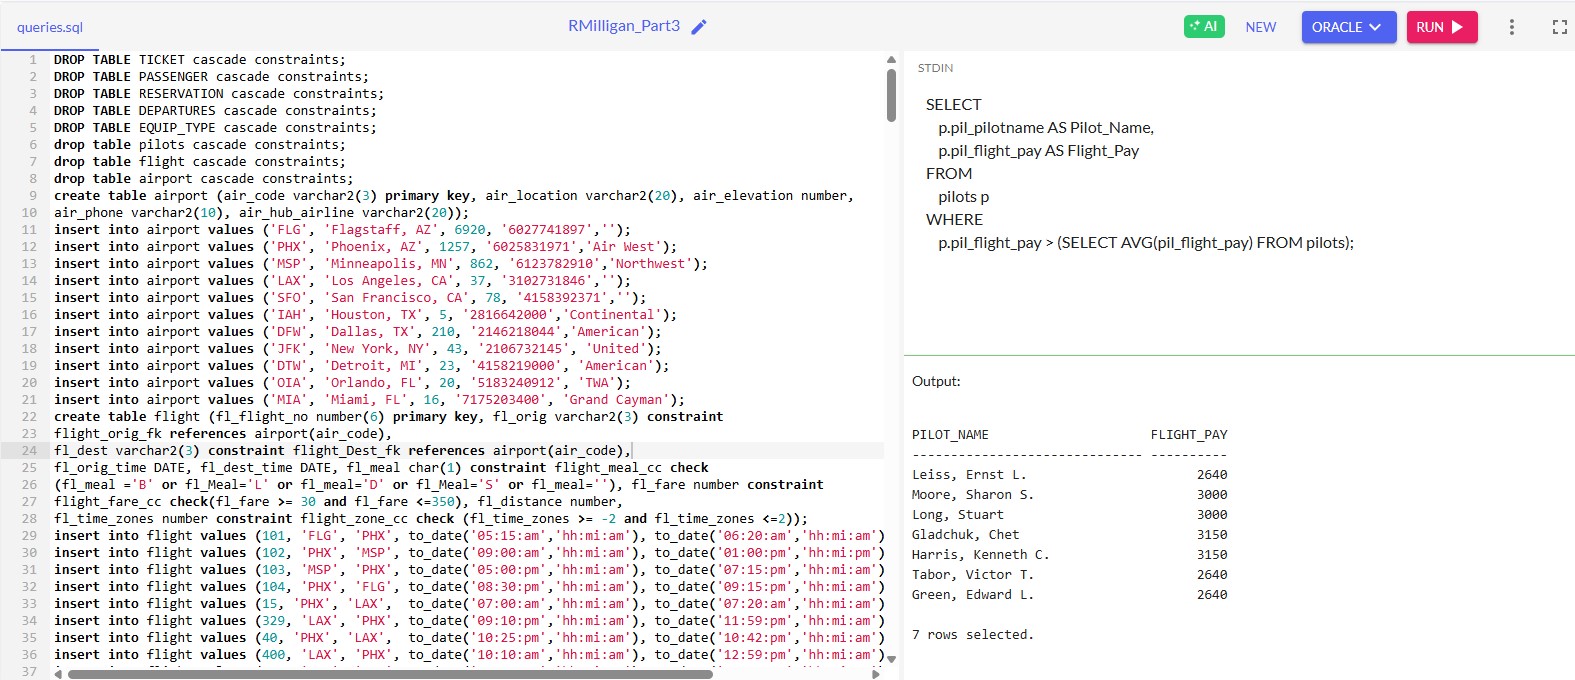 queries.sql
RMilligan_Part3
AI
NEW
ORACLE
RUN
1 DROP TABLE TICKET cascade constraints;
2 DROP TABLE PASSENGER cascade constraints;
3 DROP TABLE RESERVATION cascade constraints;
4 DROP TABLE DEPARTURES cascade constraints;
5 DROP TABLE EQUIP_TYPE cascade constraints;
6 drop table pilots cascade constraints;
7 drop table flight cascade constraints;
8 drop table airport cascade constraints;
9 create table airport (air_code varchar2(3) primary key, air_location varchar2(20), air_elevation number,
10 air_phone varchar2(10), air_hub_airline varchar2(20));
11 insert into airport values ('FLG', 'Flagstaff, AZ', 6920, '6027741897','');
12 insert into airport values ('PHX', 'Phoenix, AZ', 1257, '6025831971','Air West');
13 insert into airport values ('MSP', 'Minneapolis, MN', 862, '6123782910','Northwest');
14 insert into airport values ('LAX', 'Los Angeles, CA', 37, '3102731846','');
15 insert into airport values ('SFO', 'San Francisco, CA', 78, '4158392371','');
16 insert into airport values ('IAH', 'Houston, TX', 5, '2816642000','Continental');
17 insert into airport values ('DFW', 'Dallas, TX', 210, '2146218044','American');
18 insert into airport values ('JFK', 'New York, NY', 43, '2106732145', 'United');
19 insert into airport values ('DTW', 'Detroit, MI', 23, '4158219000', 'American');
20 insert into airport values ('OIA', 'Orlando, FL', 20, '5183240912', 'TWA');
21 insert into airport values ('MIA', 'Miami, FL', 16, '7175203400', 'Grand Cayman');
22 create table flight (fl_flight_no number(6) primary key, fl_orig varchar2(3) constraint
23 flight_orig_fk references airport(air_code),
24 fl_dest varchar2(3) constraint flight_Dest_fk references airport(air_code),
25 fl_orig_time DATE, fl_dest_time DATE, fl_meal char(1) constraint flight_meal_cc check
26 (fl_meal ='B' or fl_Meal='L' or fl_meal='D' or fl_Meal='S' or fl_meal=''), fl_fare number constraint
27 flight_fare_cc check(fl_fare >= 30 and fl_fare <=350), fl_distance number,
28 fl_time_zones number constraint flight_zone_cc check (fl_time_zones >= -2 and fl_time_zones <=2));
29 insert into flight values (101, 'FLG', 'PHX', to_date('05:15:am','hh:mi:am'), to_date('06:20:am','hh:mi:am')
30 insert into flight values (102, 'PHX', 'MSP', to_date('09:00:am','hh:mi:am'), to_date('01:00:pm','hh:mi:pm')
31 insert into flight values (103, 'MSP', 'PHX', to_date('05:00:pm','hh:mi:am'), to_date('07:15:pm','hh:mi:am')
32 insert into flight values (104, 'PHX', 'FLG', to_date('08:30:pm','hh:mi:am'), to_date('09:15:pm','hh:mi:am')
33 insert into flight values (15, 'PHX', 'LAX', to_date('07:00:am','hh:mi:am'), to_date('07:20:am','hh:mi:am')
34 insert into flight values (329, 'LAX', 'PHX', to_date('09:10:pm','hh:mi:am'), to_date('11:59:pm','hh:mi:am')
35 insert into flight values (40, 'PHX', 'LAX', to_date('10:25:pm','hh:mi:am'), to_date('10:42:pm','hh:mi:am')
36 insert into flight values (400, 'LAX', 'PHX', to_date('10:10:am','hh:mi:am'), to_date('12:59:pm','hh:mi:am')
37
STDIN
SELECT
p.pil_pilotname AS Pilot_Name,
p.pil_flight_pay AS Flight_Pay
FROM
pilots p
WHERE
p.pil_flight_pay > (SELECT AVG(pil_flight_pay) FROM pilots);
Output:
PILOT_NAME FLIGHT_PAY
------------------------------ ----------
Leiss, Ernst L. 2640
Moore, Sharon S. 3000
Long, Stuart 3000
Gladchuk, Chet 3150
Harris, Kenneth C. 3150
Tabor, Victor T. 2640
Green, Edward L. 2640
7 rows selected.